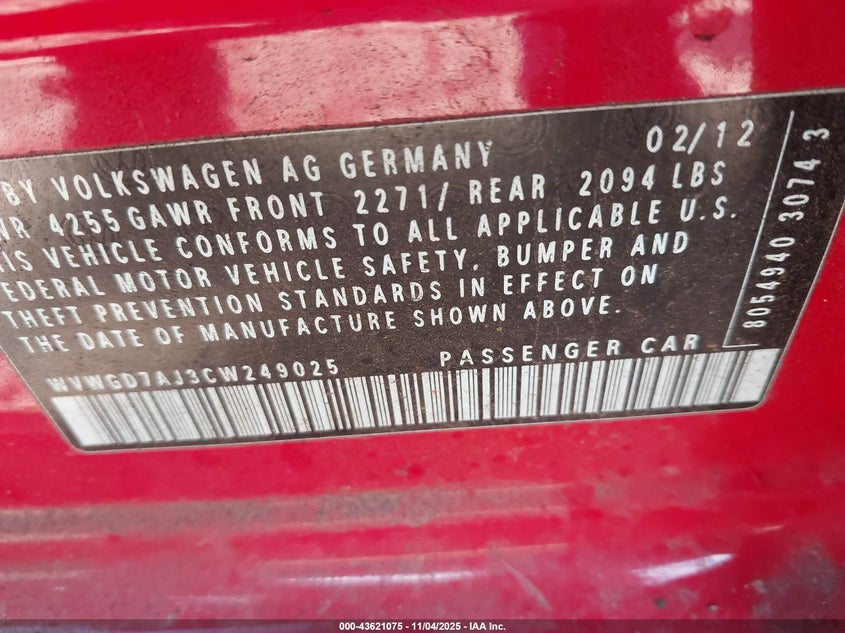 BY VOLKSWAGEN AG GERMANY 02/12
4255 GAWR FRONT 2271/ REAR 2094 LBS
IS VEHICLE CONFORMS TO ALL APPLICABLE U.S.
EDERAL MOTOR VEHICLE SAFETY, BUMPER AND
THEFT PREVENTION STANDARDS IN EFFECT ON
THE DATE OF MANUFACTURE SHOWN ABOVE.
WVWGD7AJ3CW249025 PASSENGER CAR
8054940 3074 3
000-43621075 - 11/04/2025 - IAA Inc.